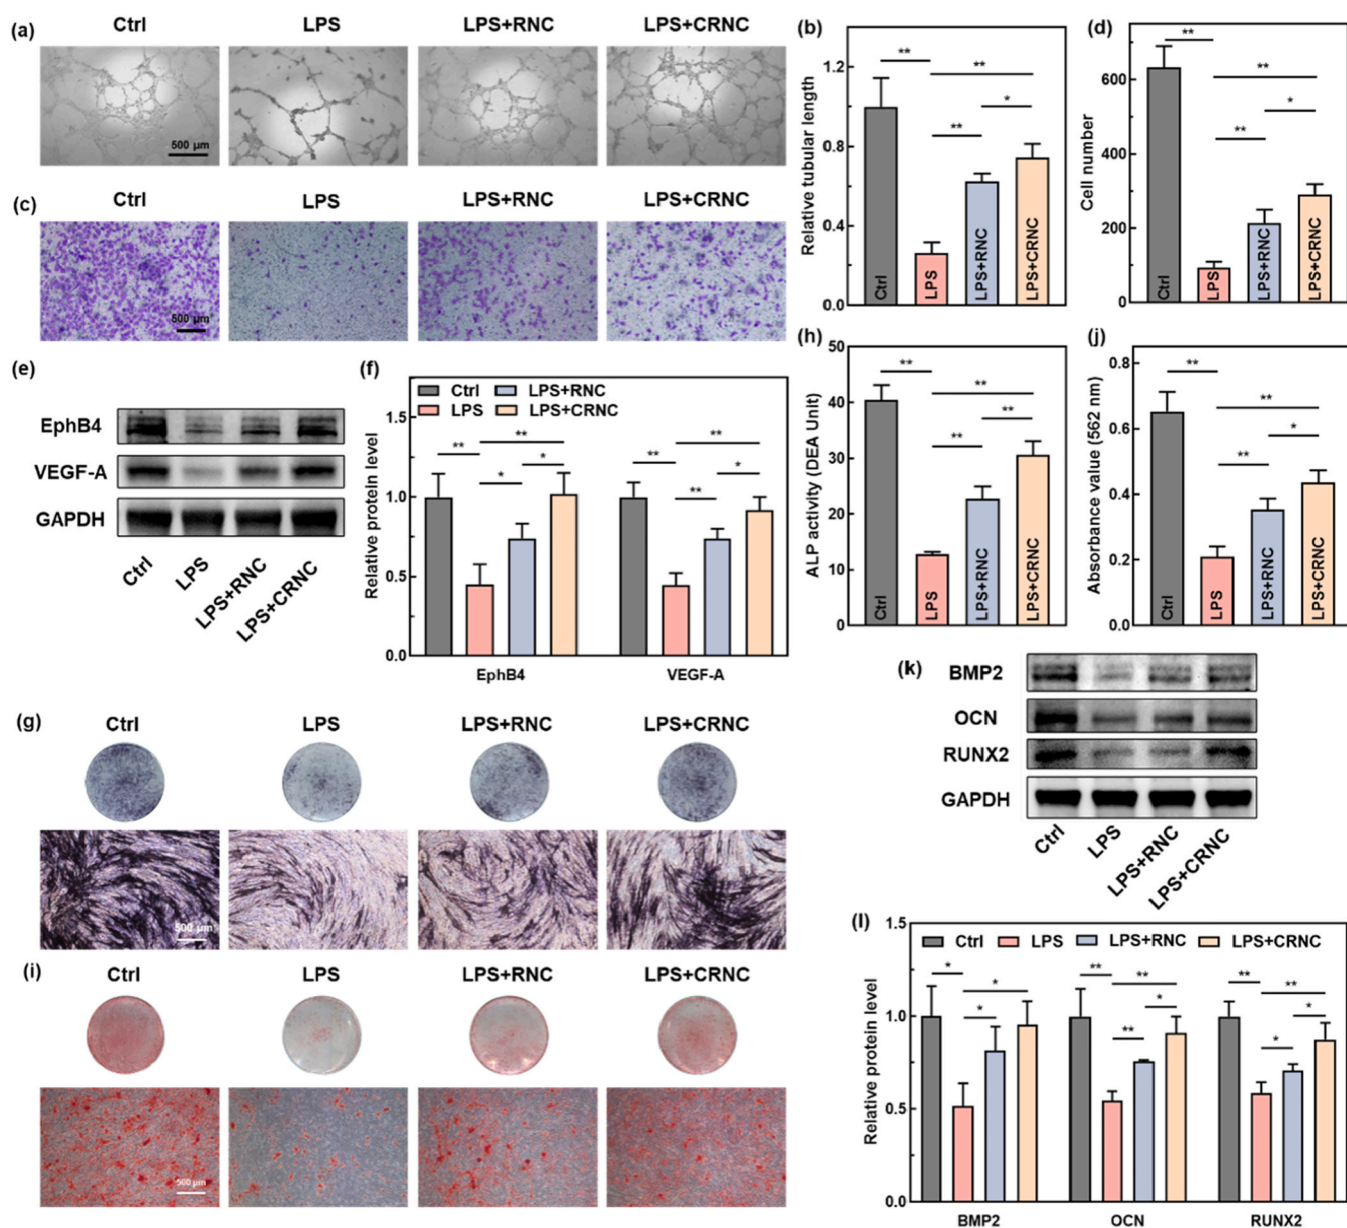 (a)
Ctrl LPS LPS+RNC LPS+CRNC
500 µm
(b)
Relative tubular length
1.2
0.8
0.4
0.0
** ** * **
Ctrl LPS LPS+RNC LPS+CRNC
(d)
Cell number
600
400
200
0
** ** * **
Ctrl LPS LPS+RNC LPS+CRNC
(c)
Ctrl LPS LPS+RNC LPS+CRNC
500 µm
(e)
EphB4
VEGF-A
GAPDH
Ctrl LPS LPS+RNC LPS+CRNC
(f)
Relative protein level
1.5
1.0
0.5
0.0
Ctrl LPS+RNC
LPS LPS+CRNC
** ** * *
** ** * **
EphB4 VEGF-A
(h)
ALP activity (DEA Unit)
50
40
30
20
10
0
** ** ** **
Ctrl LPS LPS+RNC LPS+CRNC
(j)
Absorbance value (562 nm)
0.8
0.6
0.4
0.2
0.0
** ** * **
Ctrl LPS LPS+RNC LPS+CRNC
(g)
Ctrl LPS LPS+RNC LPS+CRNC
500 µm
(i)
Ctrl LPS LPS+RNC LPS+CRNC
500 µm
(k)
BMP2
OCN
RUNX2
GAPDH
Ctrl LPS LPS+RNC LPS+CRNC
(l)
Relative protein level
1.5
1.0
0.5
0.0
Ctrl LPS LPS+RNC LPS+CRNC
* * *
** ** * **
** ** * *
BMP2 OCN RUNX2